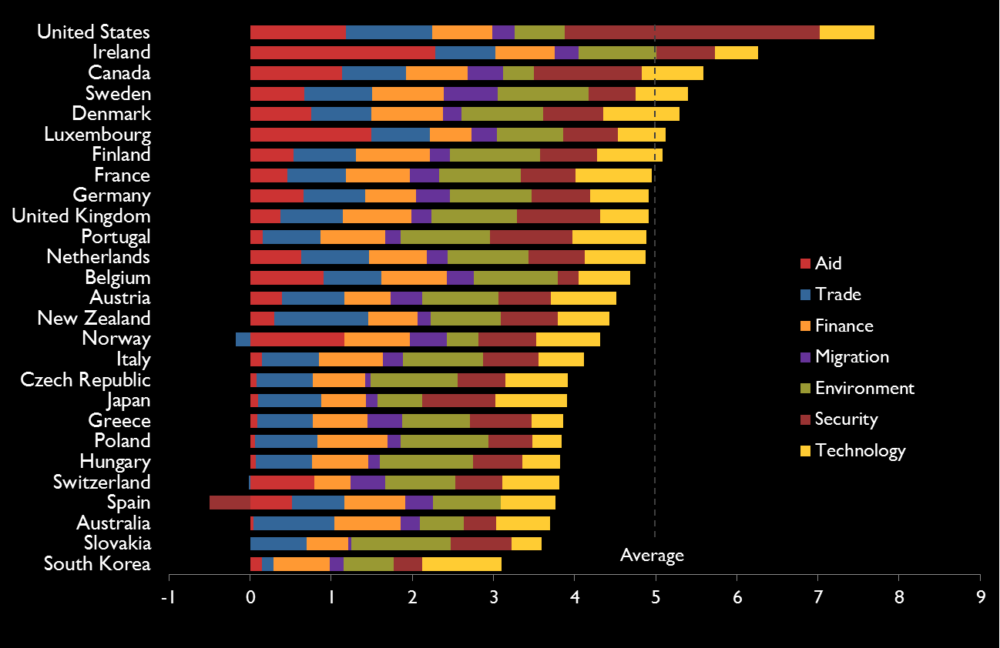 United States
Ireland
Canada
Sweden
Denmark
Luxembourg
Finland
France
Germany
United Kingdom
Portugal
Netherlands
Belgium
Austria
New Zealand
Norway
Italy
Czech Republic
Japan
Greece
Poland
Hungary
Switzerland
Spain
Australia
Slovakia
South Korea
Aid
Trade
Finance
Migration
Environment
Security
Technology
Average
-1 0 1 2 3 4 5 6 7 8 9